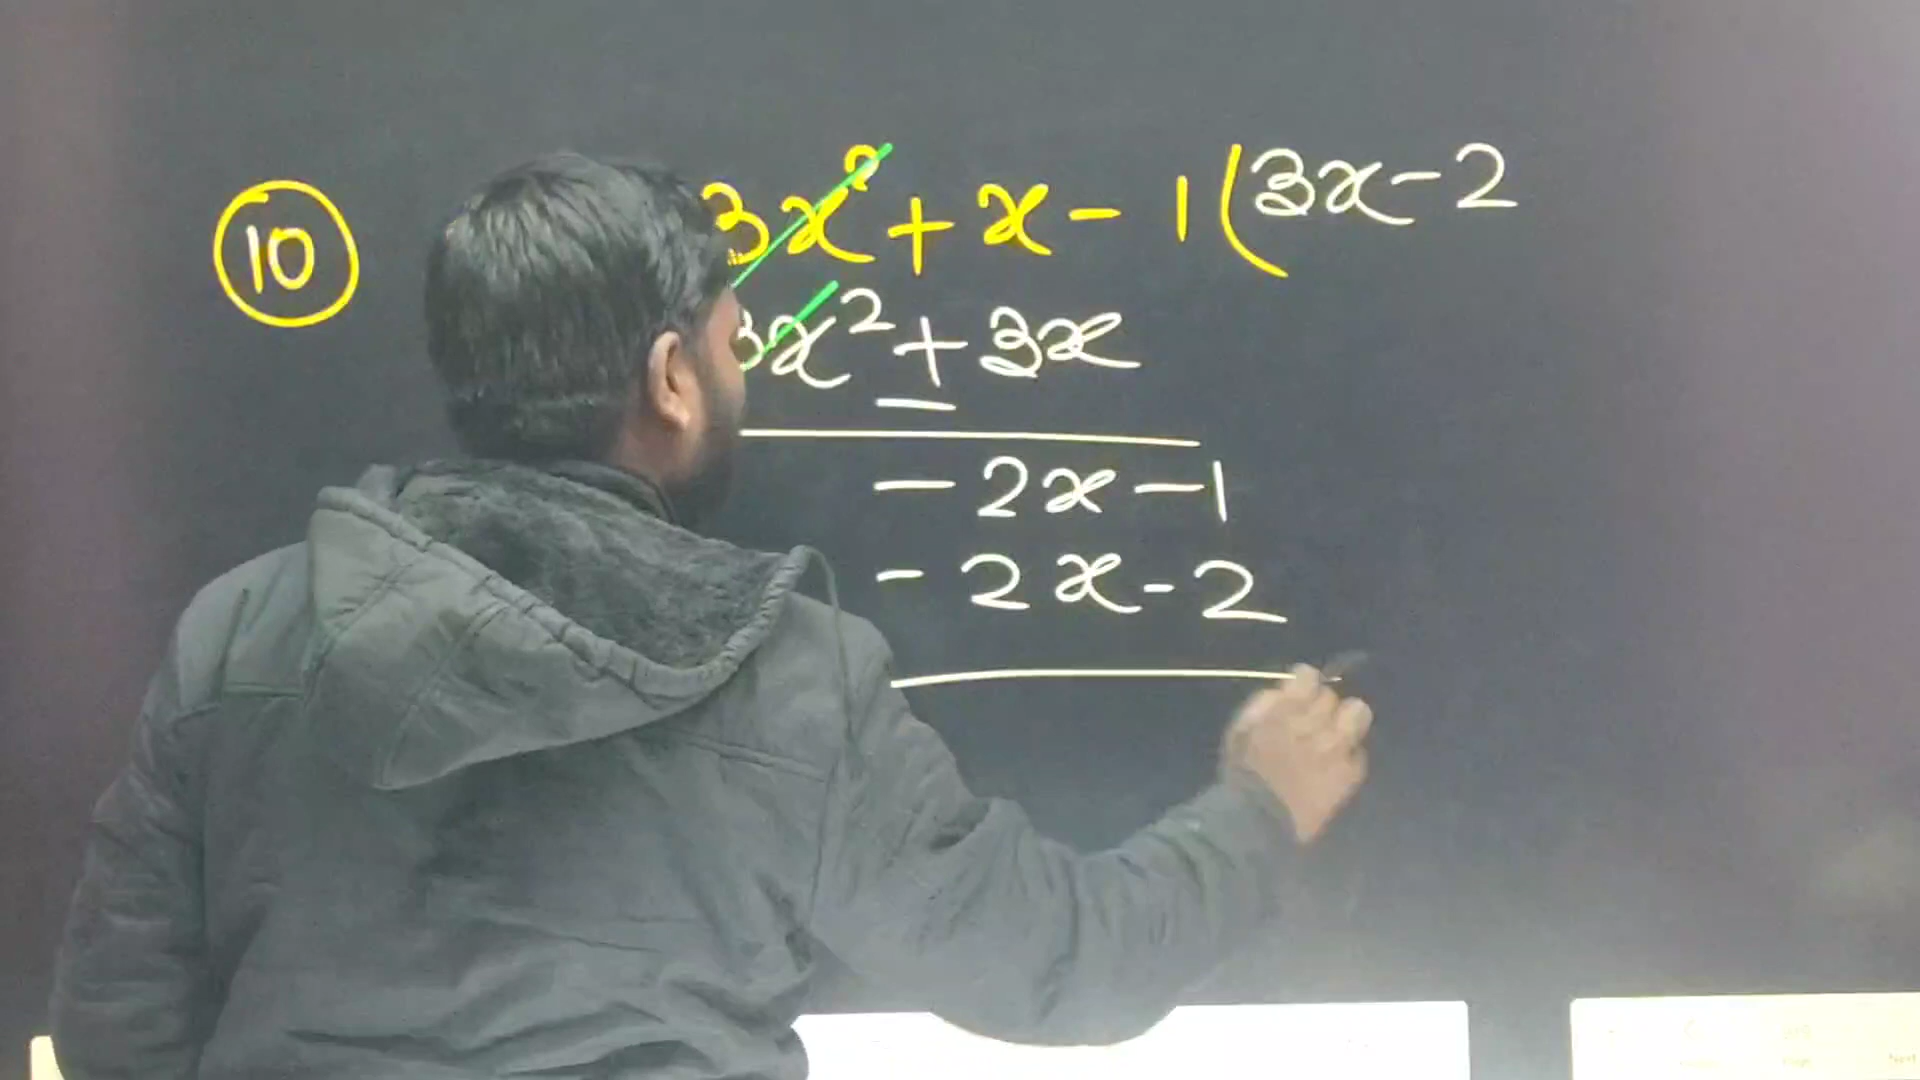 10
3x² + x - 1 ( 3x - 2
3x² + 3x
-
- 2x - 1
- 2x - 2